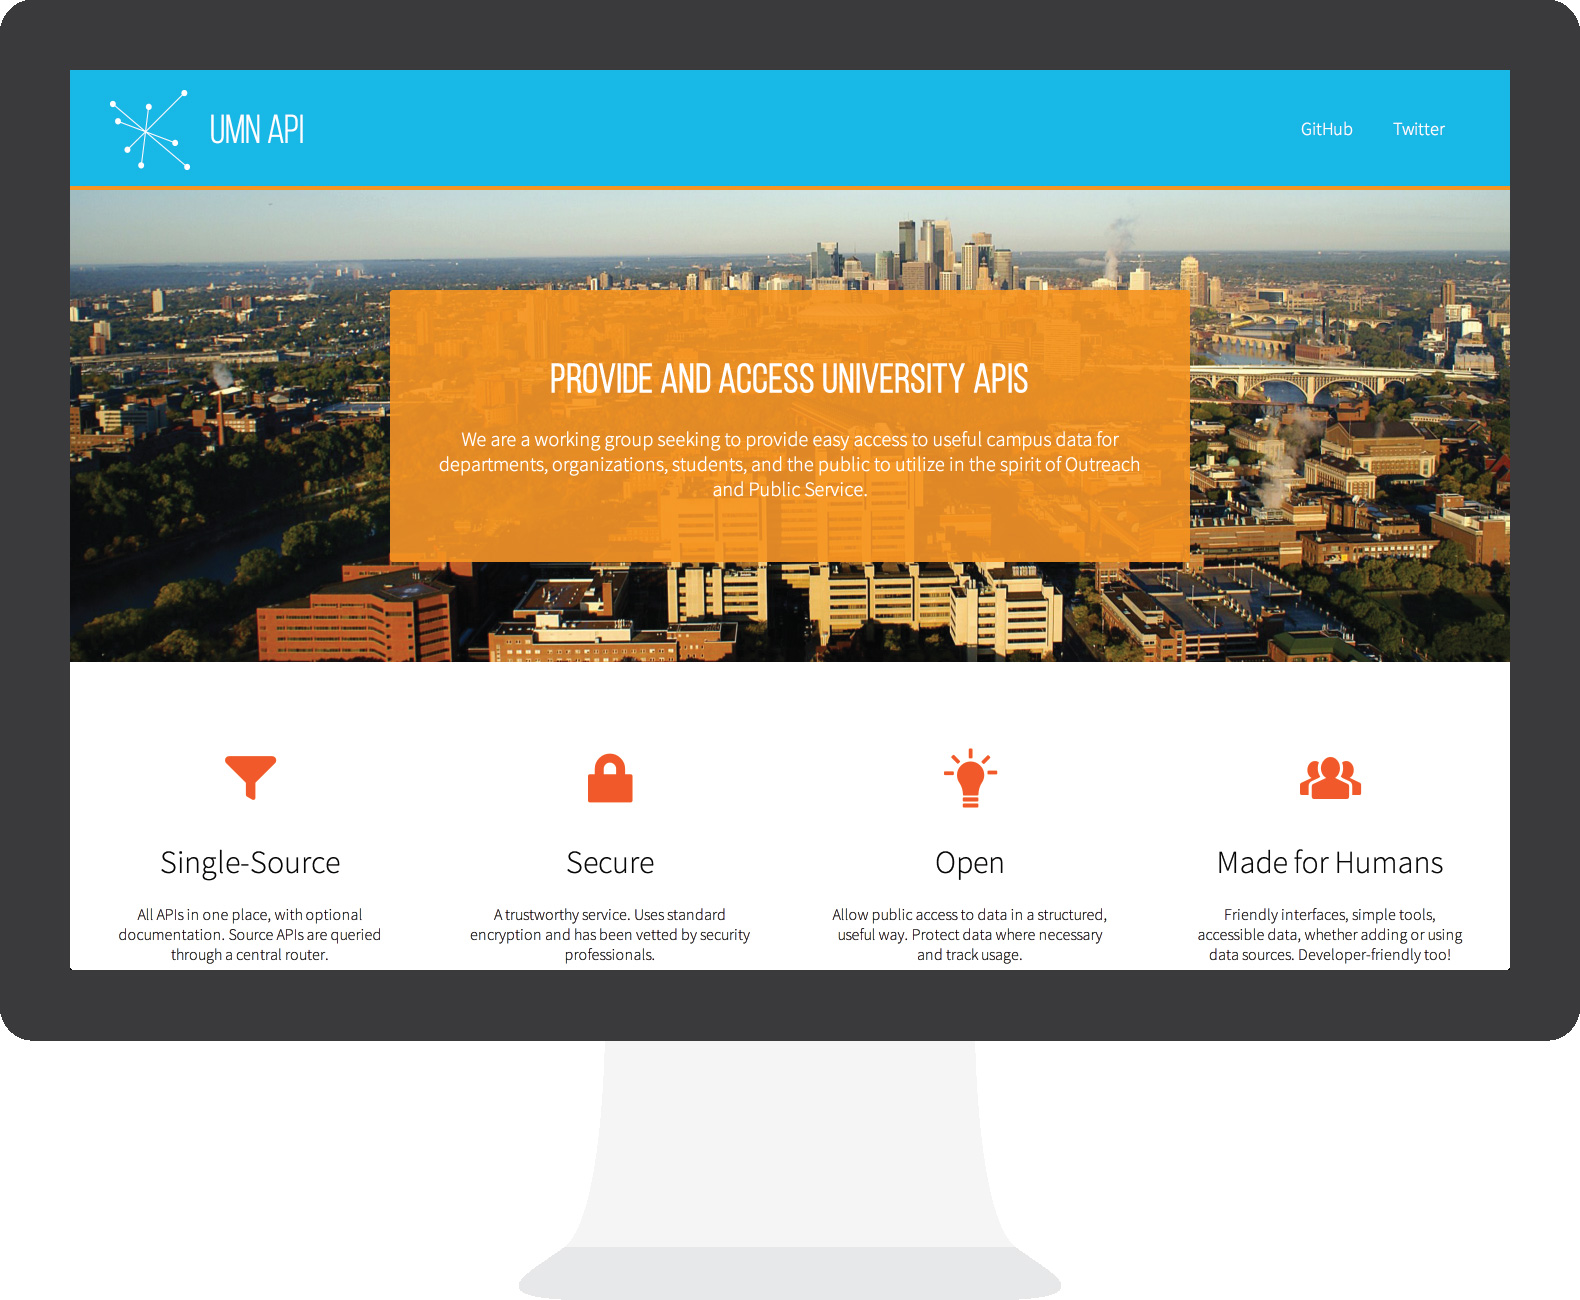 UMN API
GitHub
Twitter
PROVIDE AND ACCESS UNIVERSITY APIS
We are a working group seeking to provide easy access to useful campus data for
departments, organizations, students, and the public to utilize in the spirit of Outreach
and Public Service.
Single-Source
All APIs in one place, with optional
documentation. Source APIs are queried
through a central router.
Secure
A trustworthy service. Uses standard
encryption and has been vetted by security
professionals.
Open
Allow public access to data in a structured,
useful way. Protect data where necessary
and track usage.
Made for Humans
Friendly interfaces, simple tools,
accessible data, whether adding or using
data sources. Developer-friendly too!